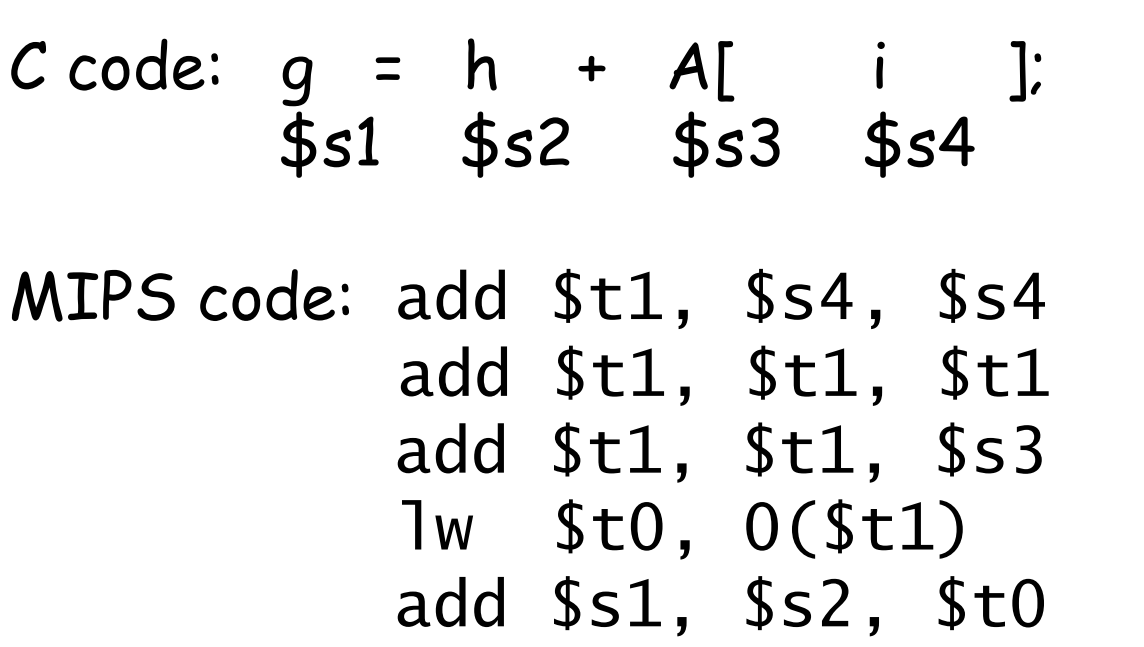 C code: g = h + A[ i ];
$s1 $s2 $s3 $s4
MIPS code: add $t1, $s4, $s4
add $t1, $t1, $t1
add $t1, $t1, $s3
lw $t0, 0($t1)
add $s1, $s2, $t0